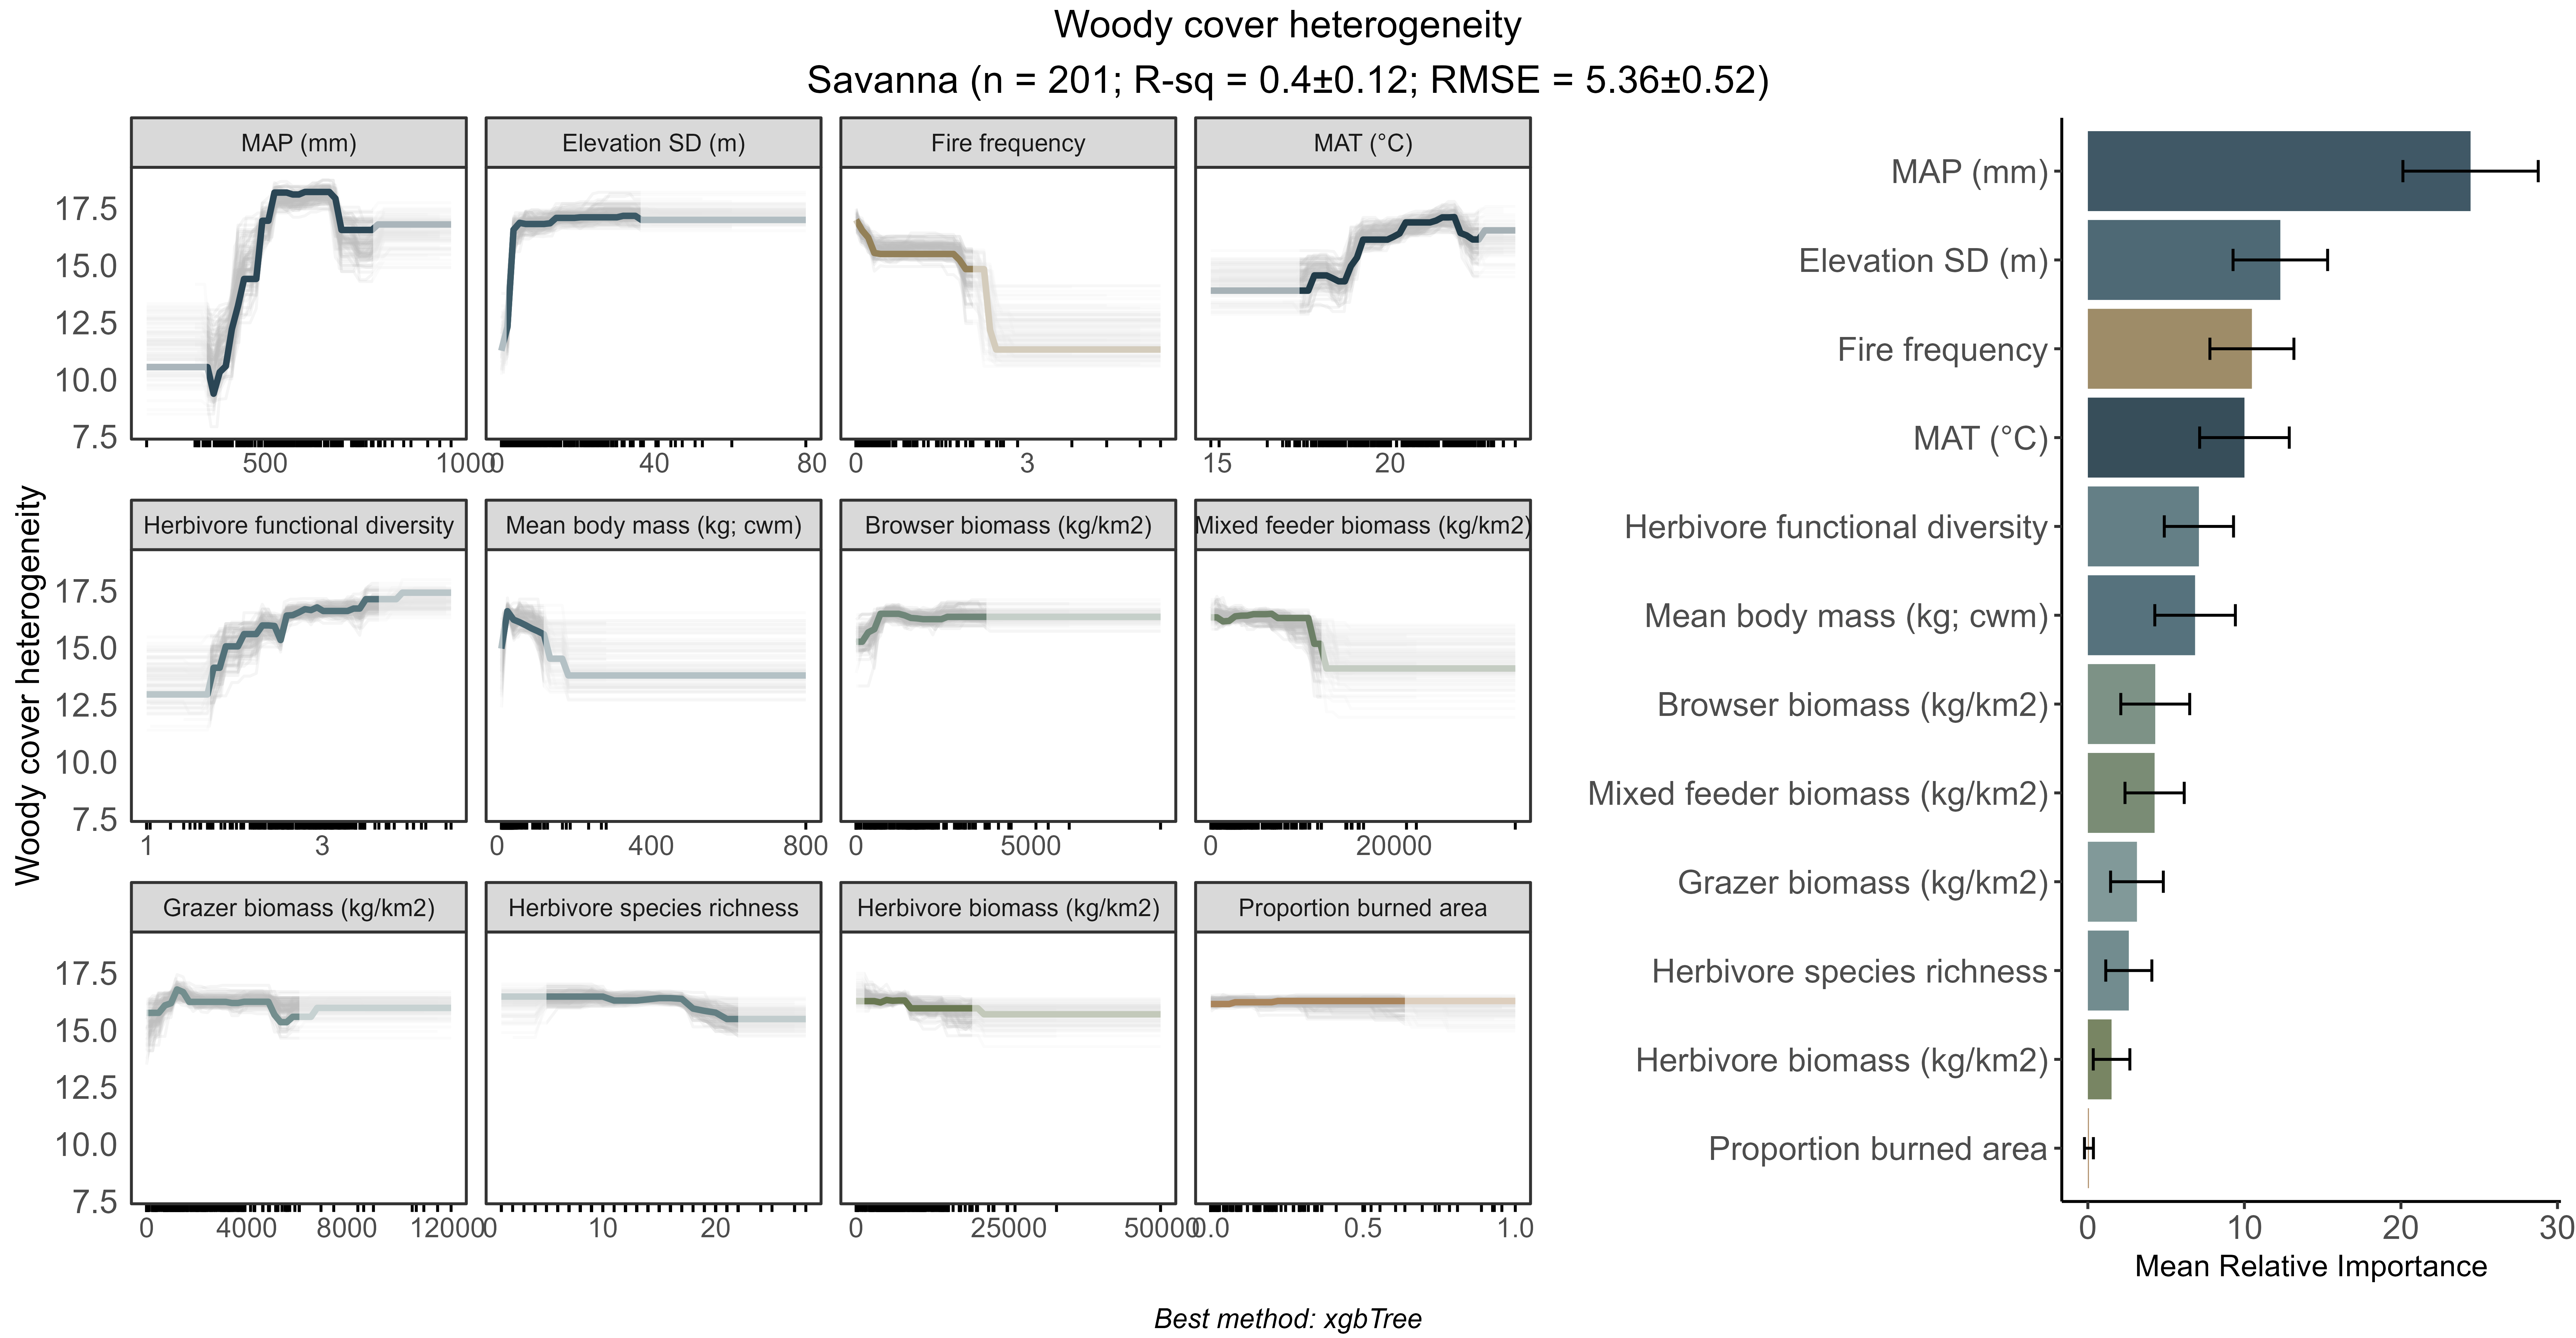 Woody cover heterogeneity
Savanna (n = 201; R-sq = 0.4±0.12; RMSE = 5.36±0.52)
MAP (mm)
Elevation SD (m)
Fire frequency
MAT (°C)
17.5
15.0
12.5
10.0
7.5
500
1000
0
40
80
0
3
15
20
Herbivore functional diversity
Mean body mass (kg; cwm)
Browser biomass (kg/km2)
Mixed feeder biomass (kg/km2)
Woody cover heterogeneity
17.5
15.0
12.5
10.0
7.5
1
3
0
400
800
0
5000
0
20000
Grazer biomass (kg/km2)
Herbivore species richness
Herbivore biomass (kg/km2)
Proportion burned area
17.5
15.0
12.5
10.0
7.5
0
4000
8000
12000
0
10
20
0
25000
50000
0.0
0.5
1.0
MAP (mm)
Elevation SD (m)
Fire frequency
MAT (°C)
Herbivore functional diversity
Mean body mass (kg; cwm)
Browser biomass (kg/km2)
Mixed feeder biomass (kg/km2)
Grazer biomass (kg/km2)
Herbivore species richness
Herbivore biomass (kg/km2)
Proportion burned area
0
10
20
30
Mean Relative Importance
Best method: xgbTree